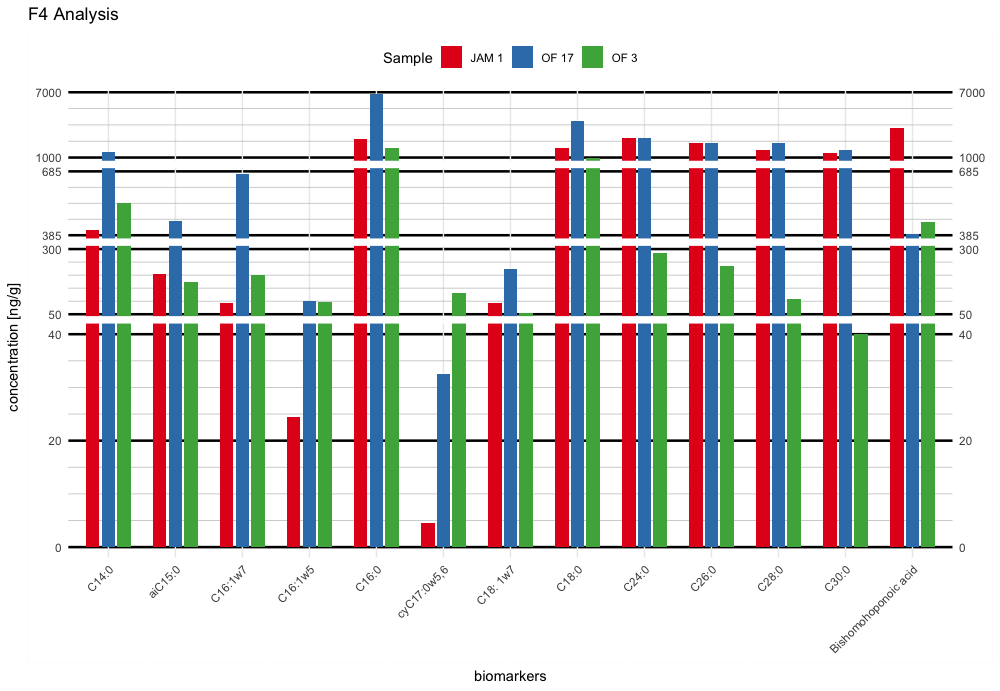 F4 Analysis
Sample JAM 1 OF 17 OF 3
7000 7000
1000 1000
685 685
385 385
300 300
50 50
40 40
20 20
0 0
concentration [ng/g]
C14:0 aiC15:0 C16:1w7 C16:1w5 C16:0 cyC17:0w5,6 C18: 1w7 C18:0 C24:0 C26:0 C28:0 C30:0 Bishomohoponoic acid
biomarkers